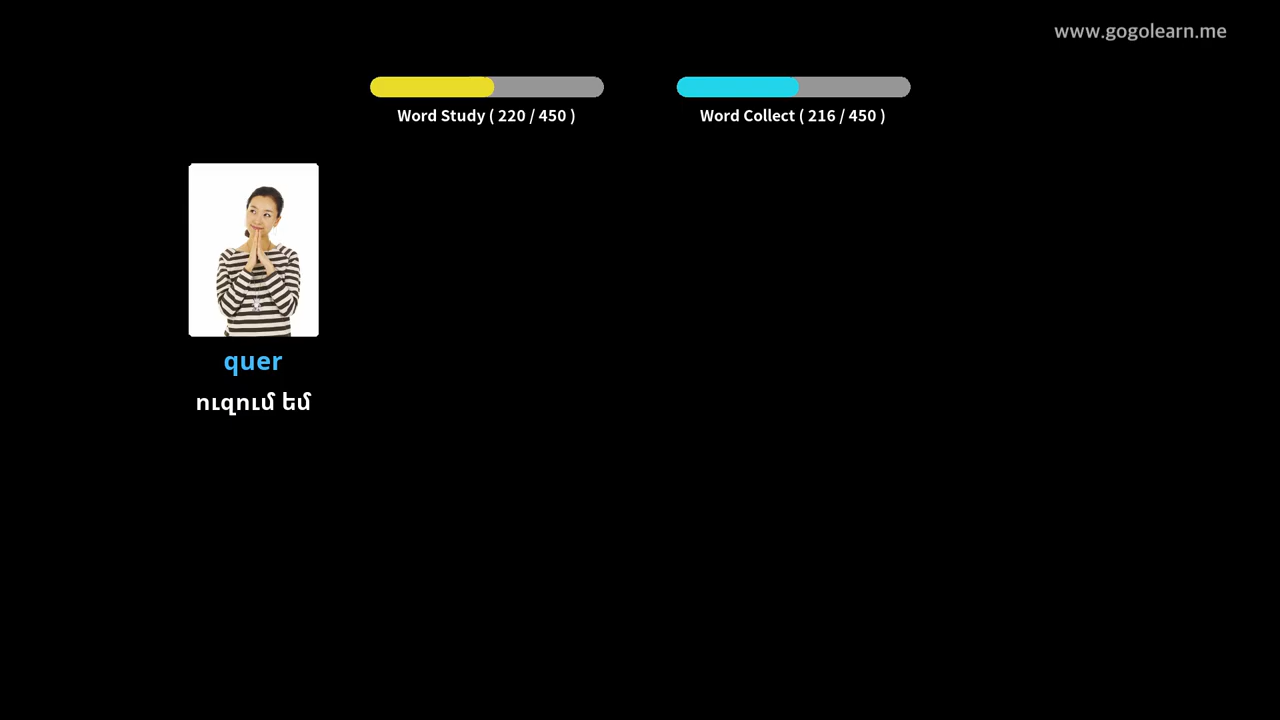 www.gogolearn.me
Word Study ( 220 / 450 )
Word Collect ( 216 / 450 )
quer
ուզում եմ